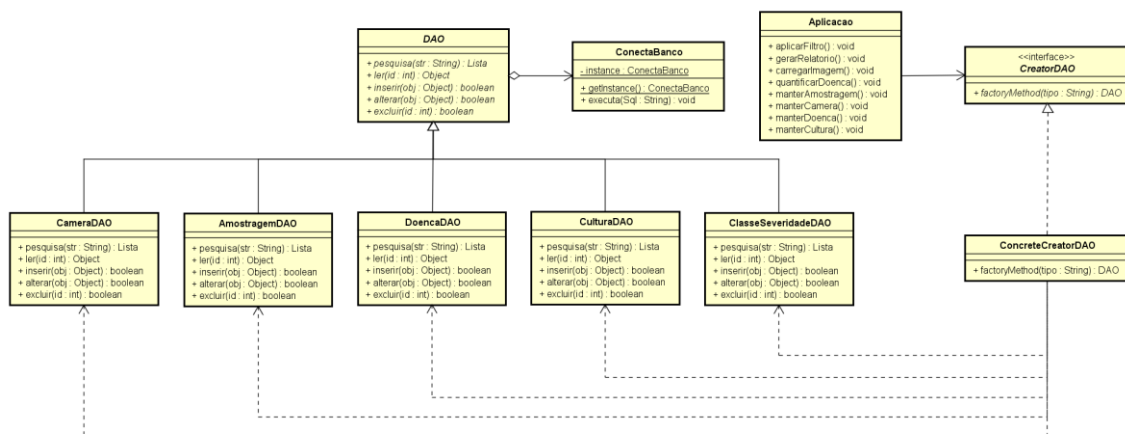 DAO
+ pesquisa(str : String) : Lista
+ ler(id : int) : Object
+ inserir(obj : Object) : boolean
+ alterar(obj : Object) : boolean
+ excluir(id : int) : boolean
ConectaBanco
- instance : ConectaBanco
+ getInstance() : ConectaBanco
+ executa(Sql : String) : void
Aplicacao
+ aplicarFiltro() : void
+ gerarRelatorio() : void
+ carregarImagem() : void
+ quantificarDoenca() : void
+ manterAmostragem() : void
+ manterCamera() : void
+ manterDoenca() : void
+ manterCultura() : void
<<interface>>
CreatorDAO
+ factoryMethod(tipo : String) : DAO
CameraDAO
+ pesquisa(str : String) : Lista
+ ler(id : int) : Object
+ inserir(obj : Object) : boolean
+ alterar(obj : Object) : boolean
+ excluir(id : int) : boolean
AmostragemDAO
+ pesquisa(str : String) : Lista
+ ler(id : int) : Object
+ inserir(obj : Object) : boolean
+ alterar(obj : Object) : boolean
+ excluir(id : int) : boolean
DoencaDAO
+ pesquisa(str : String) : Lista
+ ler(id : int) : Object
+ inserir(obj : Object) : boolean
+ alterar(obj : Object) : boolean
+ excluir(id : int) : boolean
CulturaDAO
+ pesquisa(str : String) : Lista
+ ler(id : int) : Object
+ inserir(obj : Object) : boolean
+ alterar(obj : Object) : boolean
+ excluir(id : int) : boolean
ClasseSeveridadeDAO
+ pesquisa(str : String) : Lista
+ ler(id : int) : Object
+ inserir(obj : Object) : boolean
+ alterar(obj : Object) : boolean
+ excluir(id : int) : boolean
ConcreteCreatorDAO
+ factoryMethod(tipo : String) : DAO